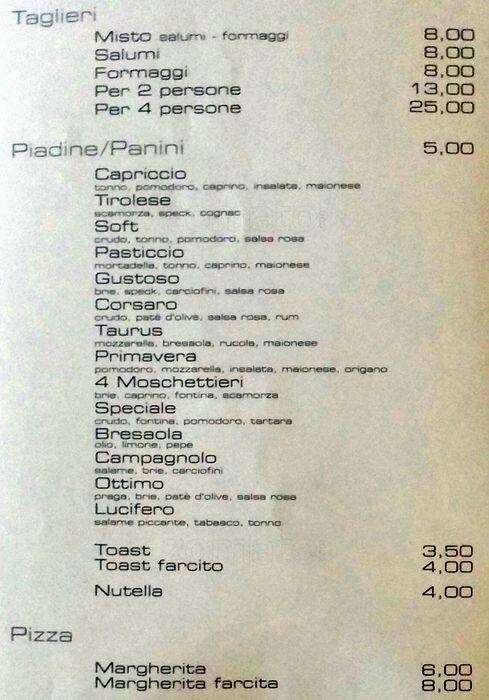 Taglieri
Misto salumi - formaggi 8,00
Salumi 8,00
Formaggi 8,00
Per 2 persone 13,00
Per 4 persone 25,00
Piadine/Panini 5,00
Capriccio
tonno, pomodoro, caprino, insalata, maionese
Tirolese
scamorza, speck, cognac
Soft
crudo, tonno, pomodoro, salsa rosa
Pasticcio
mortadella, tonno, caprino, maionese
Gustoso
brie, speck, carciofini, salsa rosa
Corsaro
crudo, patè d'olive, salsa rosa, rum
Taurus
mozzarella, bresaola, rucola, maionese
Primavera
pomodoro, mozzarella, insalata, maionese, origano
4 Moschettieri
brie, caprino, fontina, scamorza
Speciale
crudo, fontina, pomodoro, tartara
Bresaola
olio, limone, pepe
Campagnolo
salame, brie, carciofini
Ottimo
praga, brie, patè d'olive, salsa rosa
Lucifero
salame piccante, tabasco, tonno
Toast 3,50
Toast farcito 4,00
Nutella 4,00
Pizza
Margherita 6,00
Margherita farcita 8,00